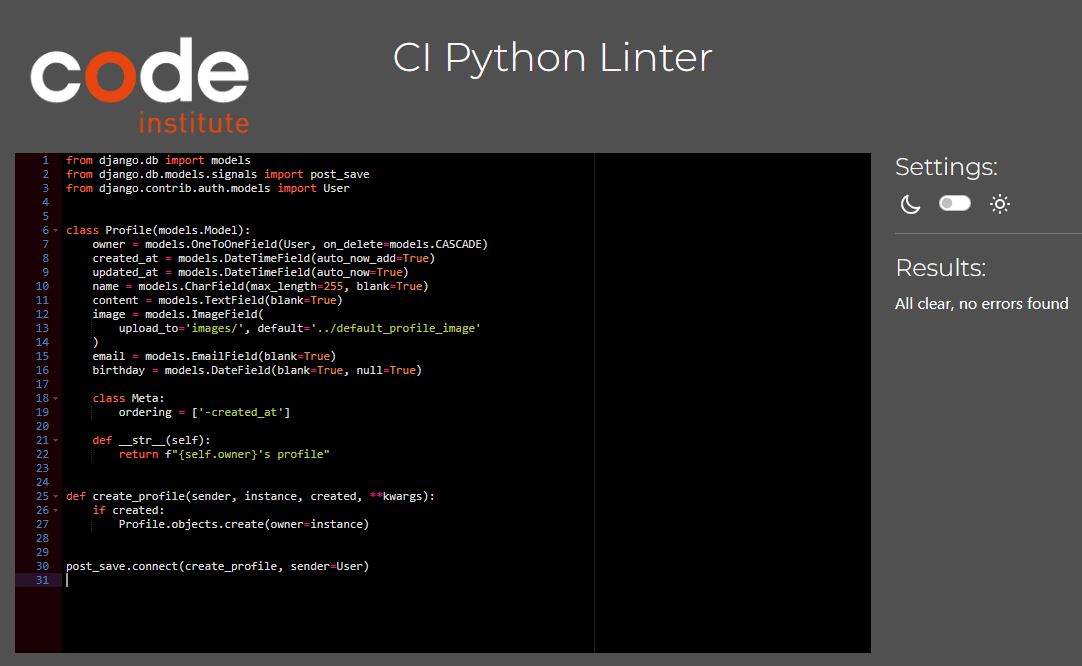 code
institute
CI Python Linter
1 from django.db import models
2 from django.db.models.signals import post_save
3 from django.contrib.auth.models import User
4
5
6 class Profile(models.Model):
7     owner = models.OneToOneField(User, on_delete=models.CASCADE)
8     created_at = models.DateTimeField(auto_now_add=True)
9     updated_at = models.DateTimeField(auto_now=True)
10     name = models.CharField(max_length=255, blank=True)
11     content = models.TextField(blank=True)
12     image = models.ImageField(
13         upload_to='images/', default='../default_profile_image'
14     )
15     email = models.EmailField(blank=True)
16     birthday = models.DateField(blank=True, null=True)
17
18     class Meta:
19         ordering = ['-created_at']
20
21     def __str__(self):
22         return f"{self.owner}'s profile"
23
24
25 def create_profile(sender, instance, created, **kwargs):
26     if created:
27         Profile.objects.create(owner=instance)
28
29
30 post_save.connect(create_profile, sender=User)
31
Settings:
Results:
All clear, no errors found